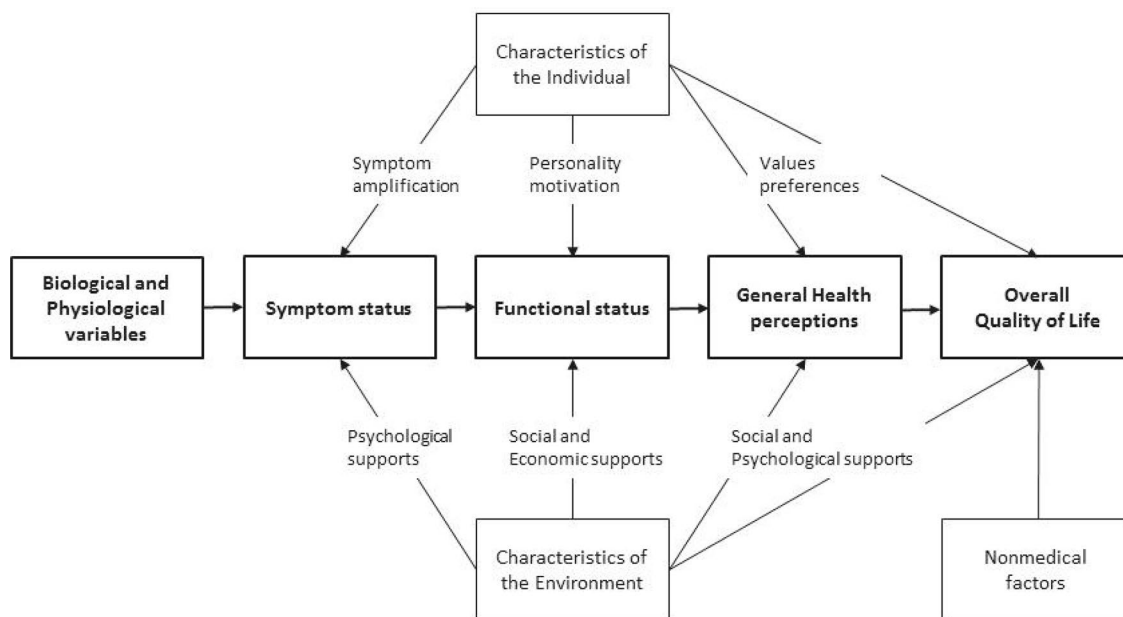 Characteristics of
the Individual
Symptom
amplification
Personality
motivation
Values
preferences
Biological and
Physiological
variables
Symptom status
Functional status
General Health
perceptions
Overall
Quality of Life
Psychological
supports
Social and
Economic supports
Social and
Psychological supports
Characteristics of
the Environment
Nonmedical
factors